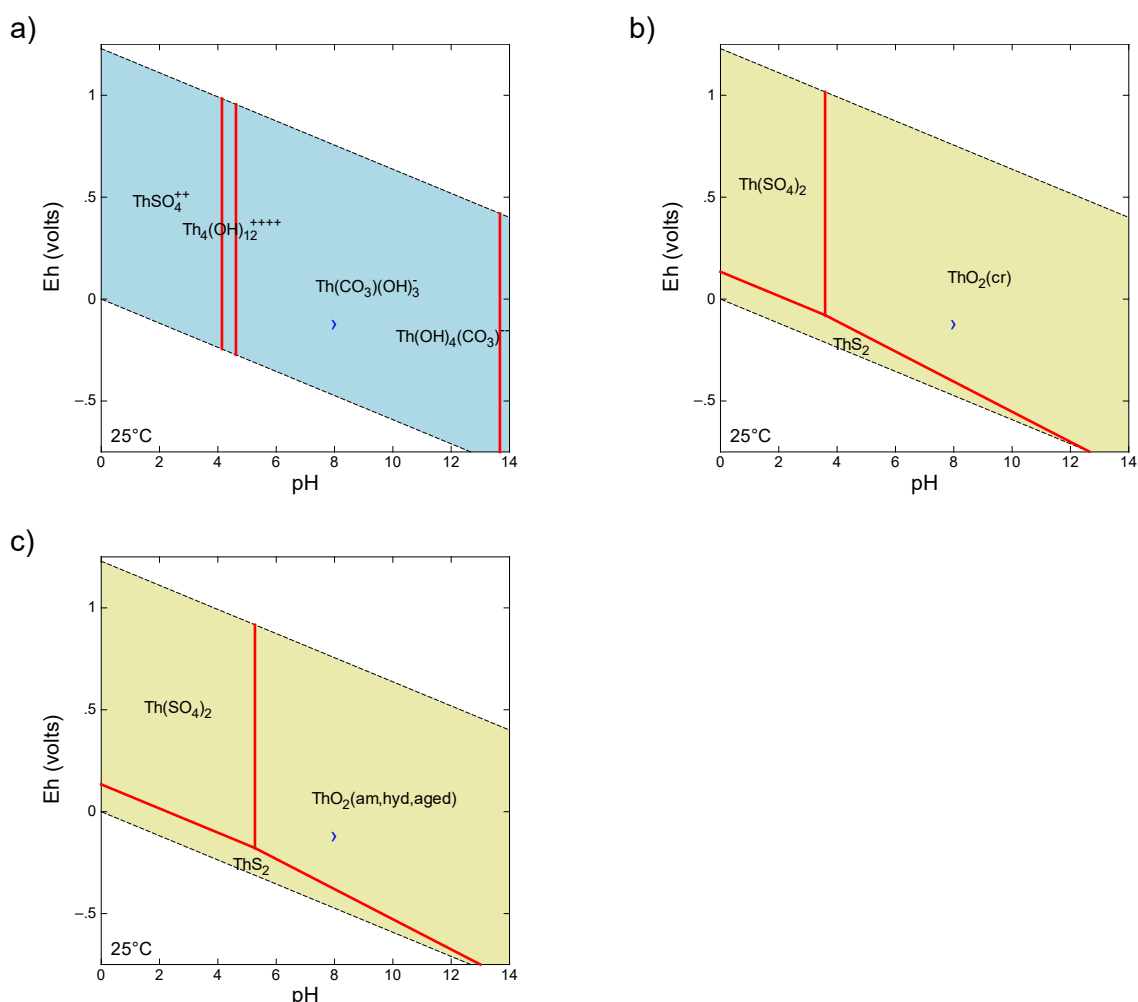 a)
Eh (volts)
1
.5
0
–.5
ThSO₄⁺⁺
Th₄(OH)₁₂⁺⁺⁺⁺
Th(CO₃)(OH)₃⁻
Th(OH)₄(CO₃)⁻⁻
25°C
0 2 4 6 8 10 12 14
pH
b)
Eh (volts)
1
.5
0
–.5
Th(SO₄)₂
ThO₂(cr)
ThS₂
25°C
0 2 4 6 8 10 12 14
pH
c)
Eh (volts)
1
.5
0
–.5
Th(SO₄)₂
ThO₂(am,hyd,aged)
ThS₂
25°C
0 2 4 6 8 10 12 14
pH